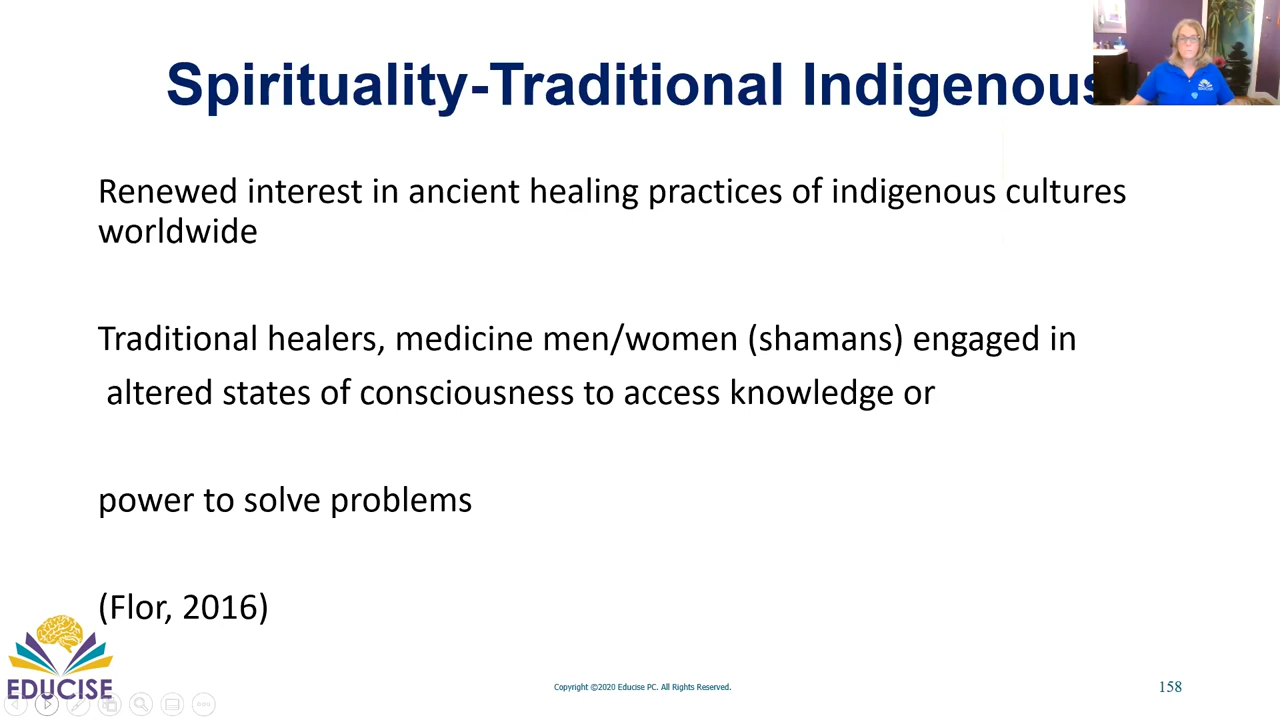 Spirituality-Traditional Indigenous
Renewed interest in ancient healing practices of indigenous cultures
worldwide
Traditional healers, medicine men/women (shamans) engaged in
altered states of consciousness to access knowledge or
power to solve problems
(Flor, 2016)
EDUCISE
Copyright ©2020 Educise PC. All Rights Reserved.
158